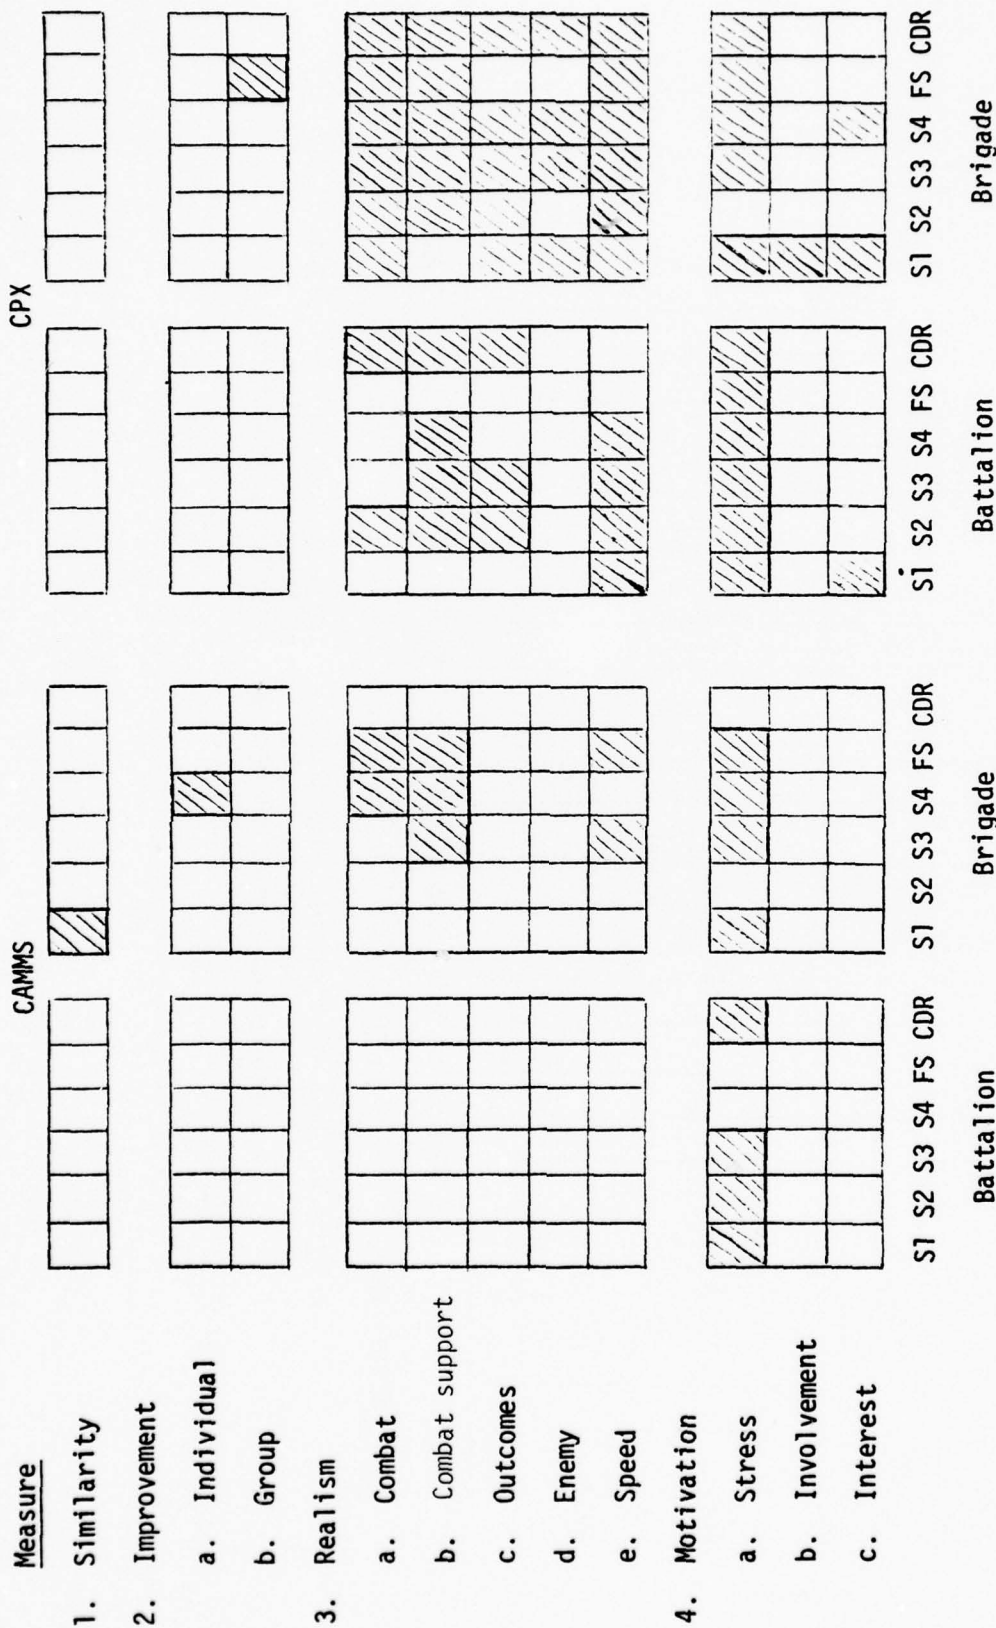 CAMMS CPX
Measure
1. Similarity
2. Improvement
a. Individual
b. Group
3. Realism
a. Combat
b. Combat support
c. Outcomes
d. Enemy
e. Speed
4. Motivation
a. Stress
b. Involvement
c. Interest
S1 S2 S3 S4 FS CDR S1 S2 S3 S4 FS CDR S1 S2 S3 S4 FS CDR S1 S2 S3 S4 FS CDR
Battalion Brigade Battalion Brigade